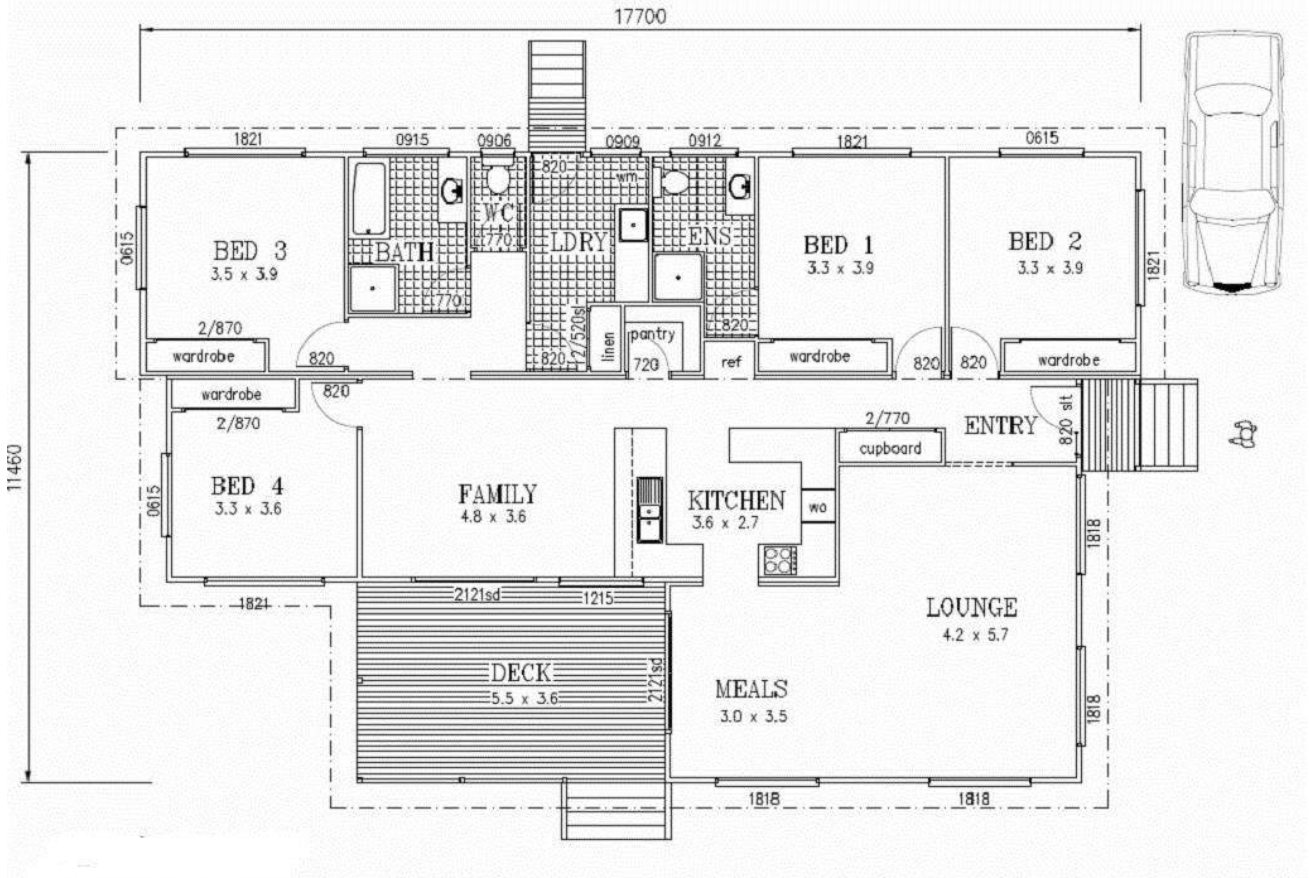 17700
1821
0915
0906
0909
0912
1821
0615
820
wm
WC
770
BED 3
3.5 x 3.9
BATH
LDRY
ENS
BED 1
3.3 x 3.9
BED 2
3.3 x 3.9
0615
1821
770
2/870
wardrobe
820
820
2/520sl
linen
pantry
720
820
ref
wardrobe
820
820
wardrobe
wardrobe
2/870
820
2/770
cupboard
ENTRY
820 slt
11460
0615
BED 4
3.3 x 3.6
FAMILY
4.8 x 3.6
KITCHEN
3.6 x 2.7
wo
1818
1821
2121sd
1215
LOUNGE
4.2 x 5.7
DECK
5.5 x 3.6
2121sd
MEALS
3.0 x 3.5
1818
1818
1818